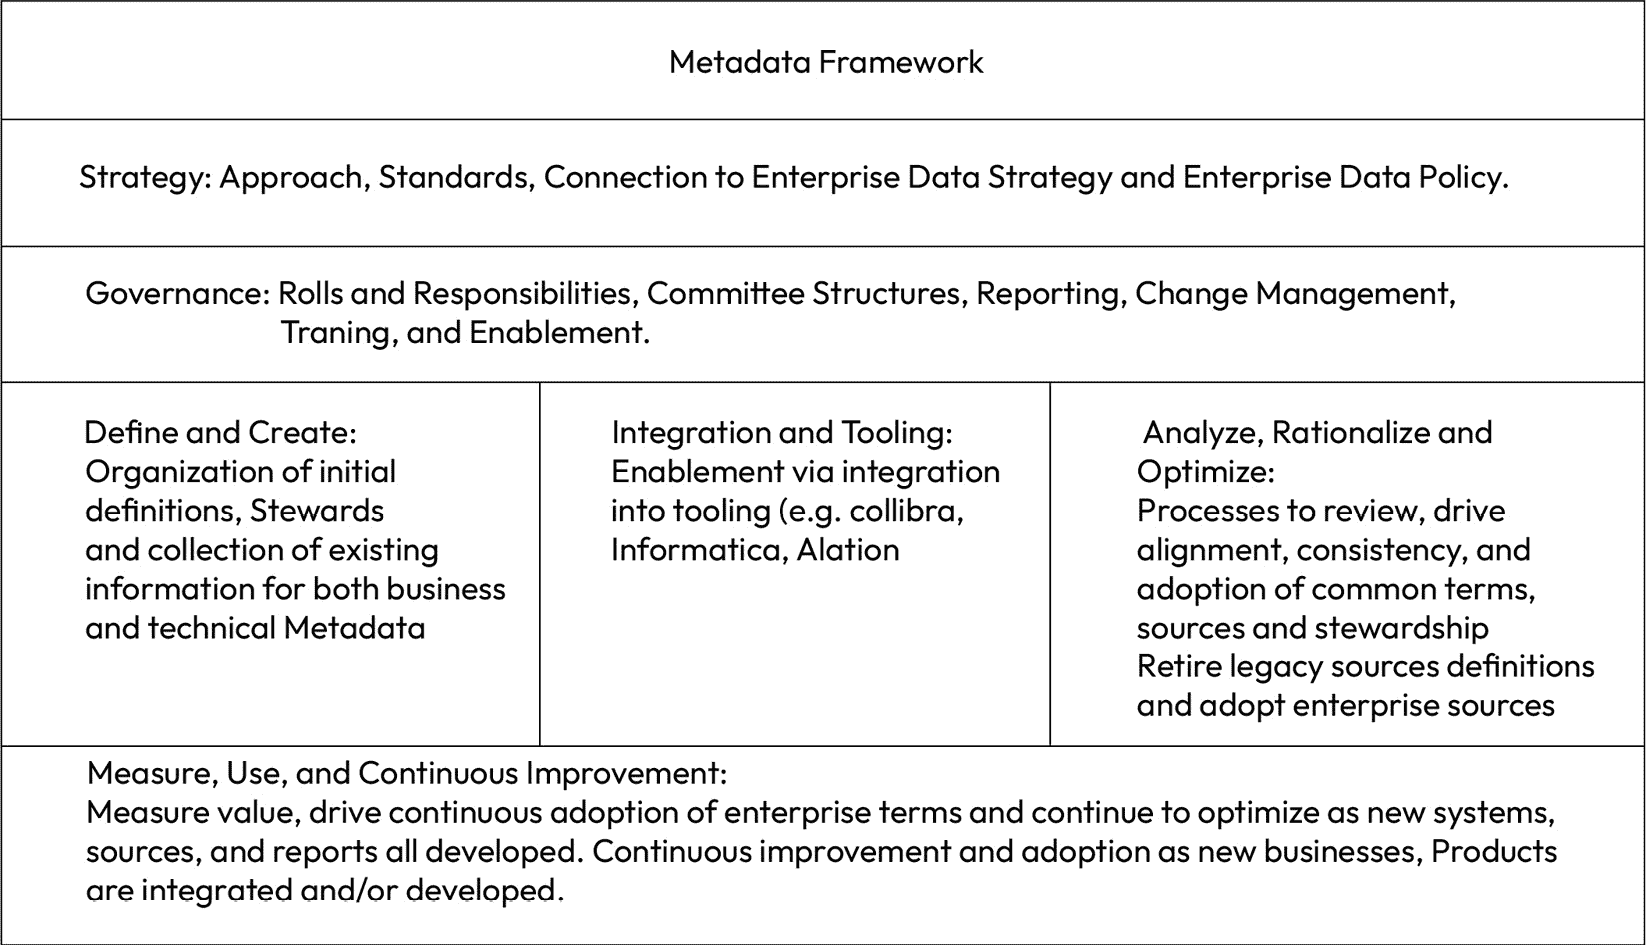 Metadata Framework
Strategy: Approach, Standards, Connection to Enterprise Data Strategy and Enterprise Data Policy.
Governance: Rolls and Responsibilities, Committee Structures, Reporting, Change Management,
Traning, and Enablement.
Define and Create:
Organization of initial
definitions, Stewards
and collection of existing
information for both business
and technical Metadata
Integration and Tooling:
Enablement via integration
into tooling (e.g. collibra,
Informatica, Alation
Analyze, Rationalize and
Optimize:
Processes to review, drive
alignment, consistency, and
adoption of common terms,
sources and stewardship
Retire legacy sources definitions
and adopt enterprise sources
Measure, Use, and Continuous Improvement:
Measure value, drive continuous adoption of enterprise terms and continue to optimize as new systems,
sources, and reports all developed. Continuous improvement and adoption as new businesses, Products
are integrated and/or developed.